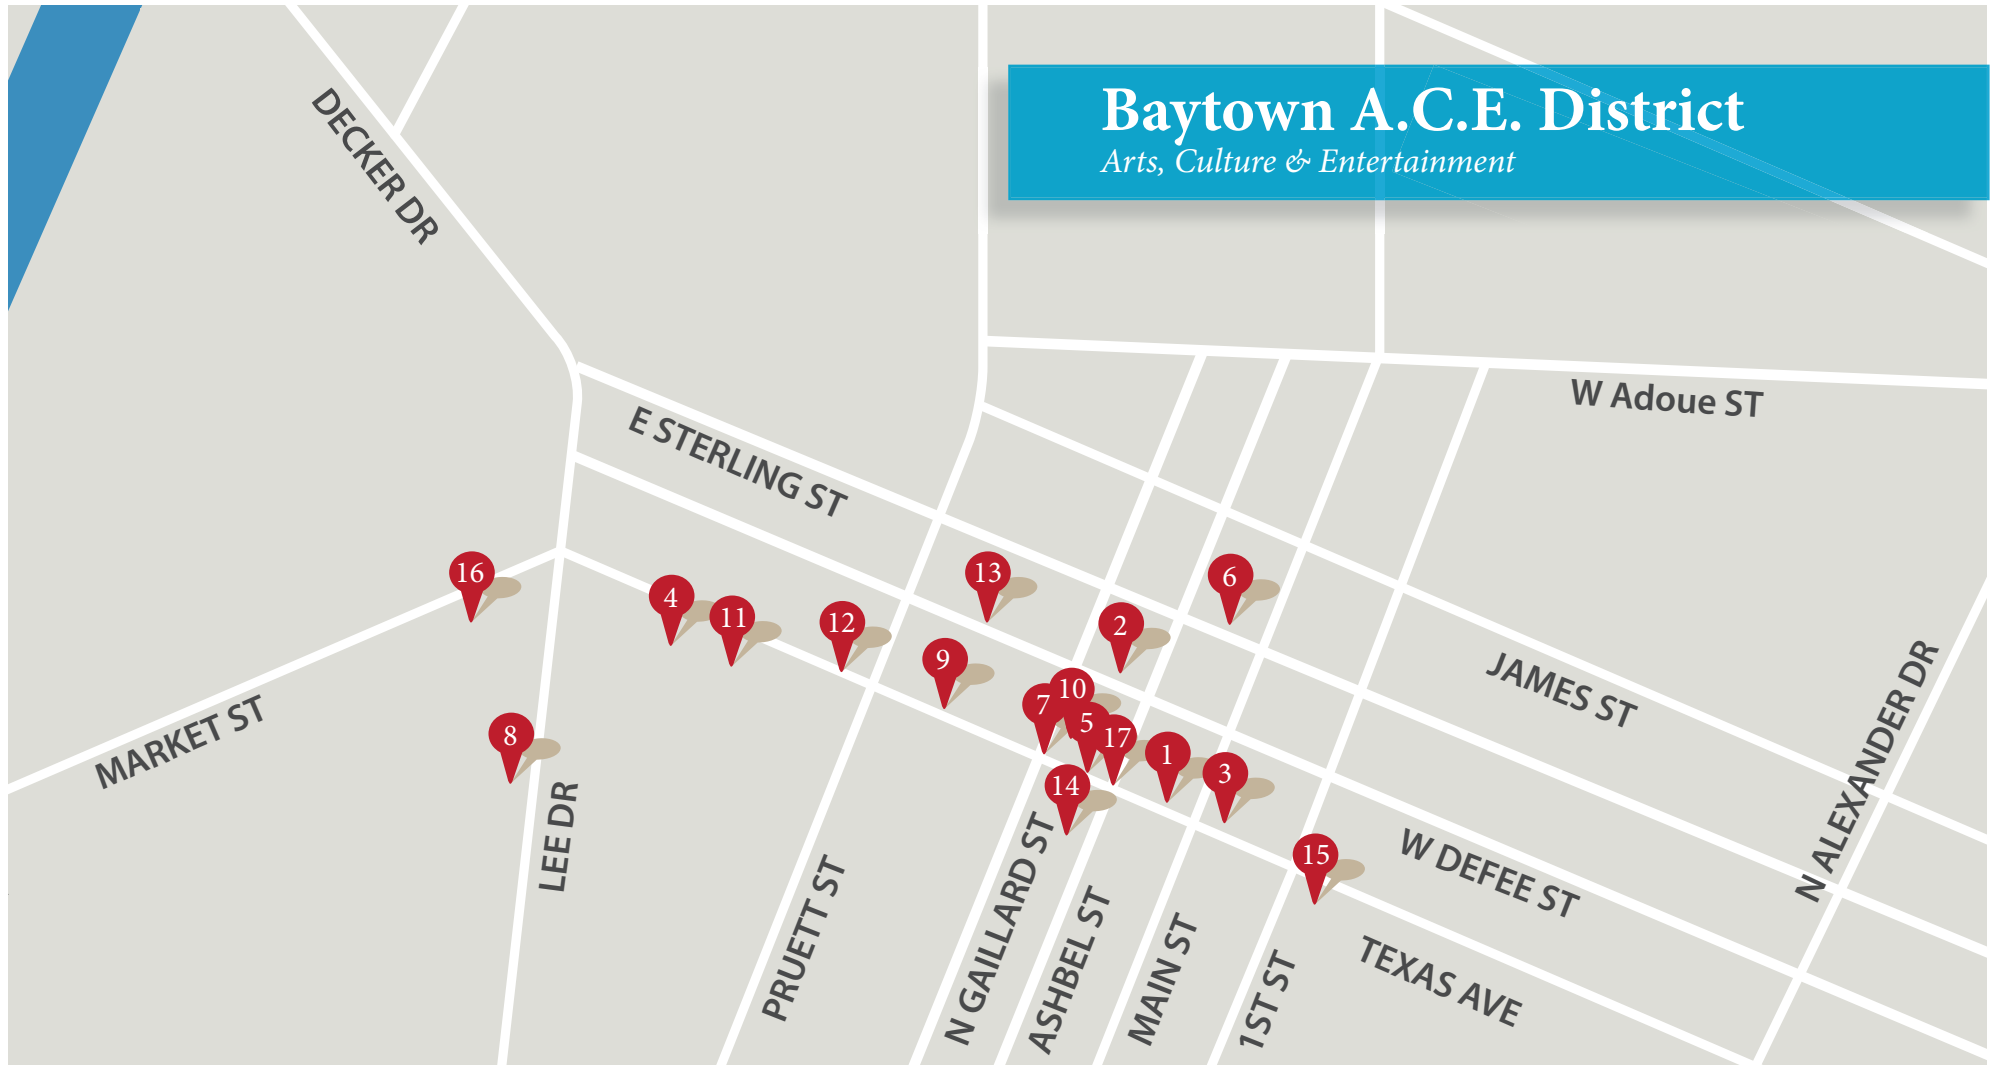 Baytown A.C.E. District
Arts, Culture & Entertainment
DECKER DR
W Adoue ST
E STERLING ST
16
4
11
12
13
6
2
9
10
7
5
17
1
3
14
15
8
MARKET ST
LEE DR
JAMES ST
N ALEXANDER DR
W DEFEE ST
TEXAS AVE
PRUETT ST
N GAILLARD ST
ASHBEL ST
MAIN ST
1ST ST